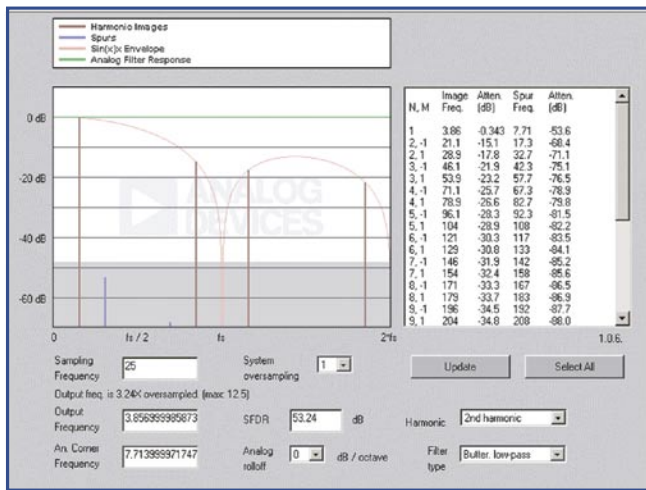 Harmonic Images
Spurs
Sin(x)x Envelope
Analog Filter Response
0 dB
-20 dB
-40 dB
-60 dB
0
fs / 2
fs
2*fs
ANALOG
DEVICES
Image Atten. Spur Atten.
N, M Freq. (dB) Freq. (dB)
1 3.86 -0.343 7.71 -53.6
2, -1 21.1 -15.1 17.3 -68.4
2, 1 28.9 -17.8 32.7 -71.1
3, -1 46.1 -21.9 42.3 -75.1
3, 1 53.9 -23.2 57.7 -76.5
4, -1 71.1 -25.7 67.3 -78.9
4, 1 78.9 -26.6 82.7 -79.8
5, -1 96.1 -28.3 92.3 -81.5
5, 1 104 -28.9 108 -82.2
6, -1 121 -30.3 117 -83.5
6, 1 129 -30.8 133 -84.1
7, -1 146 -31.9 142 -85.2
7, 1 154 -32.4 158 -85.6
8, -1 171 -33.3 167 -86.5
8, 1 179 -33.7 183 -86.9
9, -1 196 -34.5 192 -87.7
9, 1 204 -34.8 208 -88.0
1.0.6.
Sampling Frequency 25
System oversampling 1
Update
Select All
Output freq. is 3.24X oversampled. (max: 12.5)
Output Frequency 3.856999985873
SFDR 53.24 dB
Harmonic 2nd harmonic
An. Corner Frequency 7.713999971747
Analog rolloff 0 dB / octave
Filter type Butter. low-pass